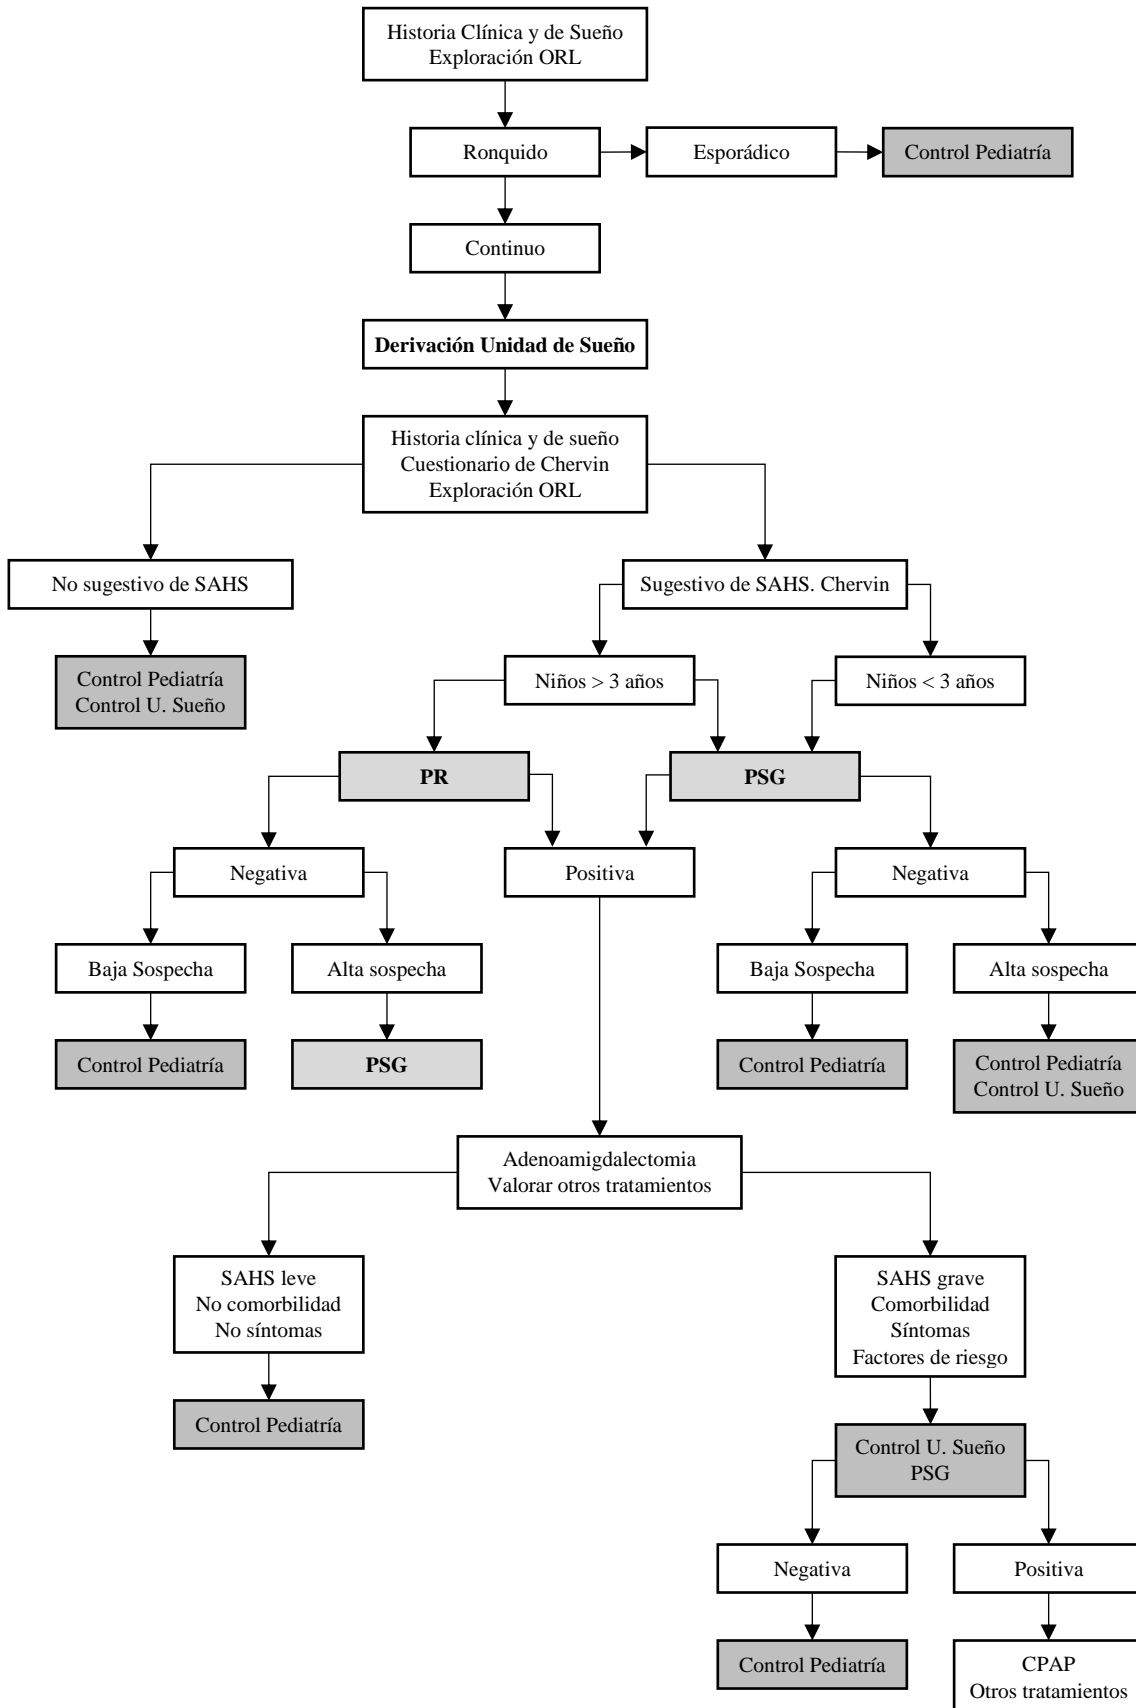 Historia Clínica y de Sueño
Exploración ORL
Ronquido
Esporádico
Control Pediatría
Continuo
Derivación Unidad de Sueño
Historia clínica y de sueño
Cuestionario de Chervin
Exploración ORL
No sugestivo de SAHS
Sugestivo de SAHS. Chervin
Control Pediatría
Control U. Sueño
Niños > 3 años
Niños < 3 años
PR
PSG
Negativa
Positiva
Negativa
Baja Sospecha
Alta sospecha
Baja Sospecha
Alta sospecha
Control Pediatría
PSG
Control Pediatría
Control Pediatría
Control U. Sueño
Adenoamigdalectomia
Valorar otros tratamientos
SAHS leve
No comorbilidad
No síntomas
SAHS grave
Comorbilidad
Síntomas
Factores de riesgo
Control Pediatría
Control U. Sueño
PSG
Negativa
Positiva
Control Pediatría
CPAP
Otros tratamientos